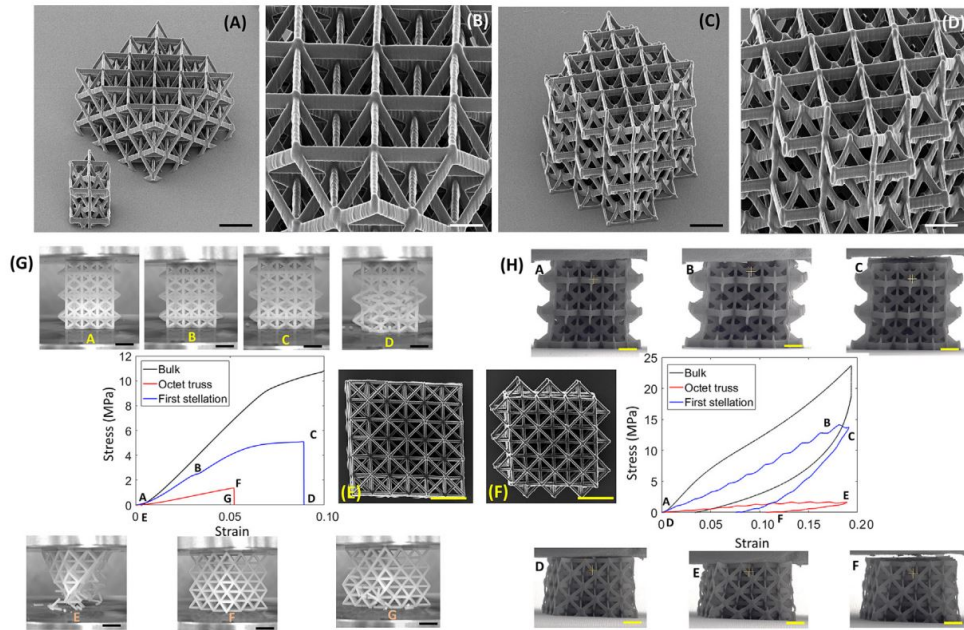 (A)
(B)
(C)
(D)
(G)
A
B
C
D
(H)
A
B
C
12
10
8
6
4
2
0
Stress (MPa)
Bulk
Octet truss
First stellation
A
B
C
D
E
F
G
0
0.05
0.10
Strain
(E)
(F)
25
20
15
10
5
0
Stress (MPa)
Bulk
Octet truss
First stellation
A
B
C
D
E
F
0
0.05
0.10
0.15
0.20
Strain
E
F
G
D
E
F